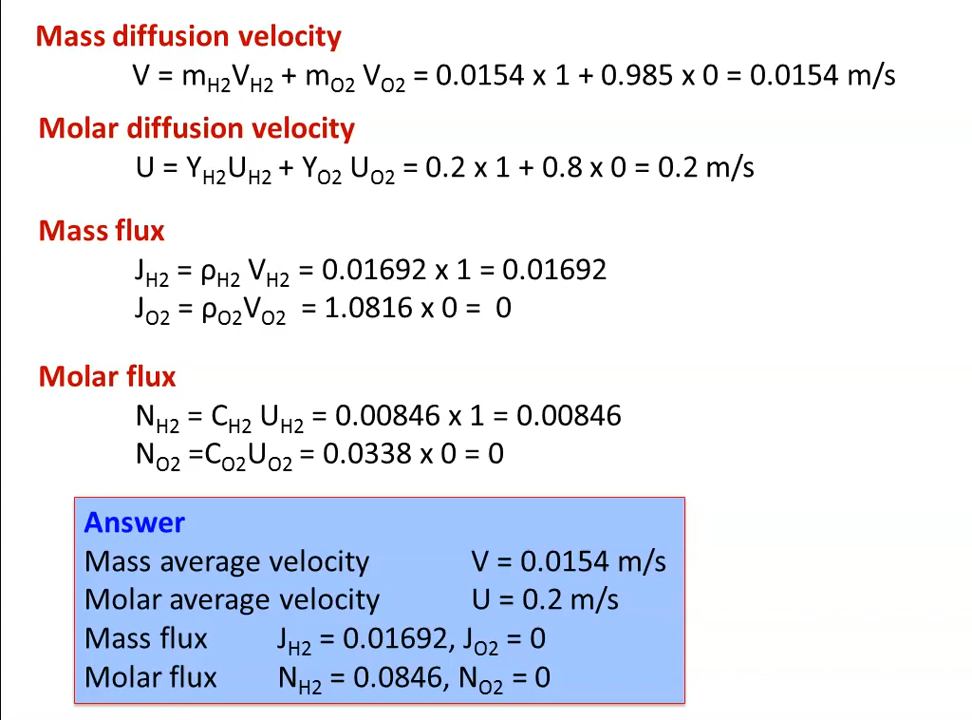 Mass diffusion velocity
V = mH2VH2 + mO2 VO2 = 0.0154 x 1 + 0.985 x 0 = 0.0154 m/s
Molar diffusion velocity
U = YH2UH2 + YO2 UO2 = 0.2 x 1 + 0.8 x 0 = 0.2 m/s
Mass flux
JH2 = ρH2 VH2 = 0.01692 x 1 = 0.01692
JO2 = ρO2VO2 = 1.0816 x 0 = 0
Molar flux
NH2 = CH2 UH2 = 0.00846 x 1 = 0.00846
NO2 =CO2UO2 = 0.0338 x 0 = 0
Answer
Mass average velocity V = 0.0154 m/s
Molar average velocity U = 0.2 m/s
Mass flux JH2 = 0.01692, JO2 = 0
Molar flux NH2 = 0.0846, NO2 = 0